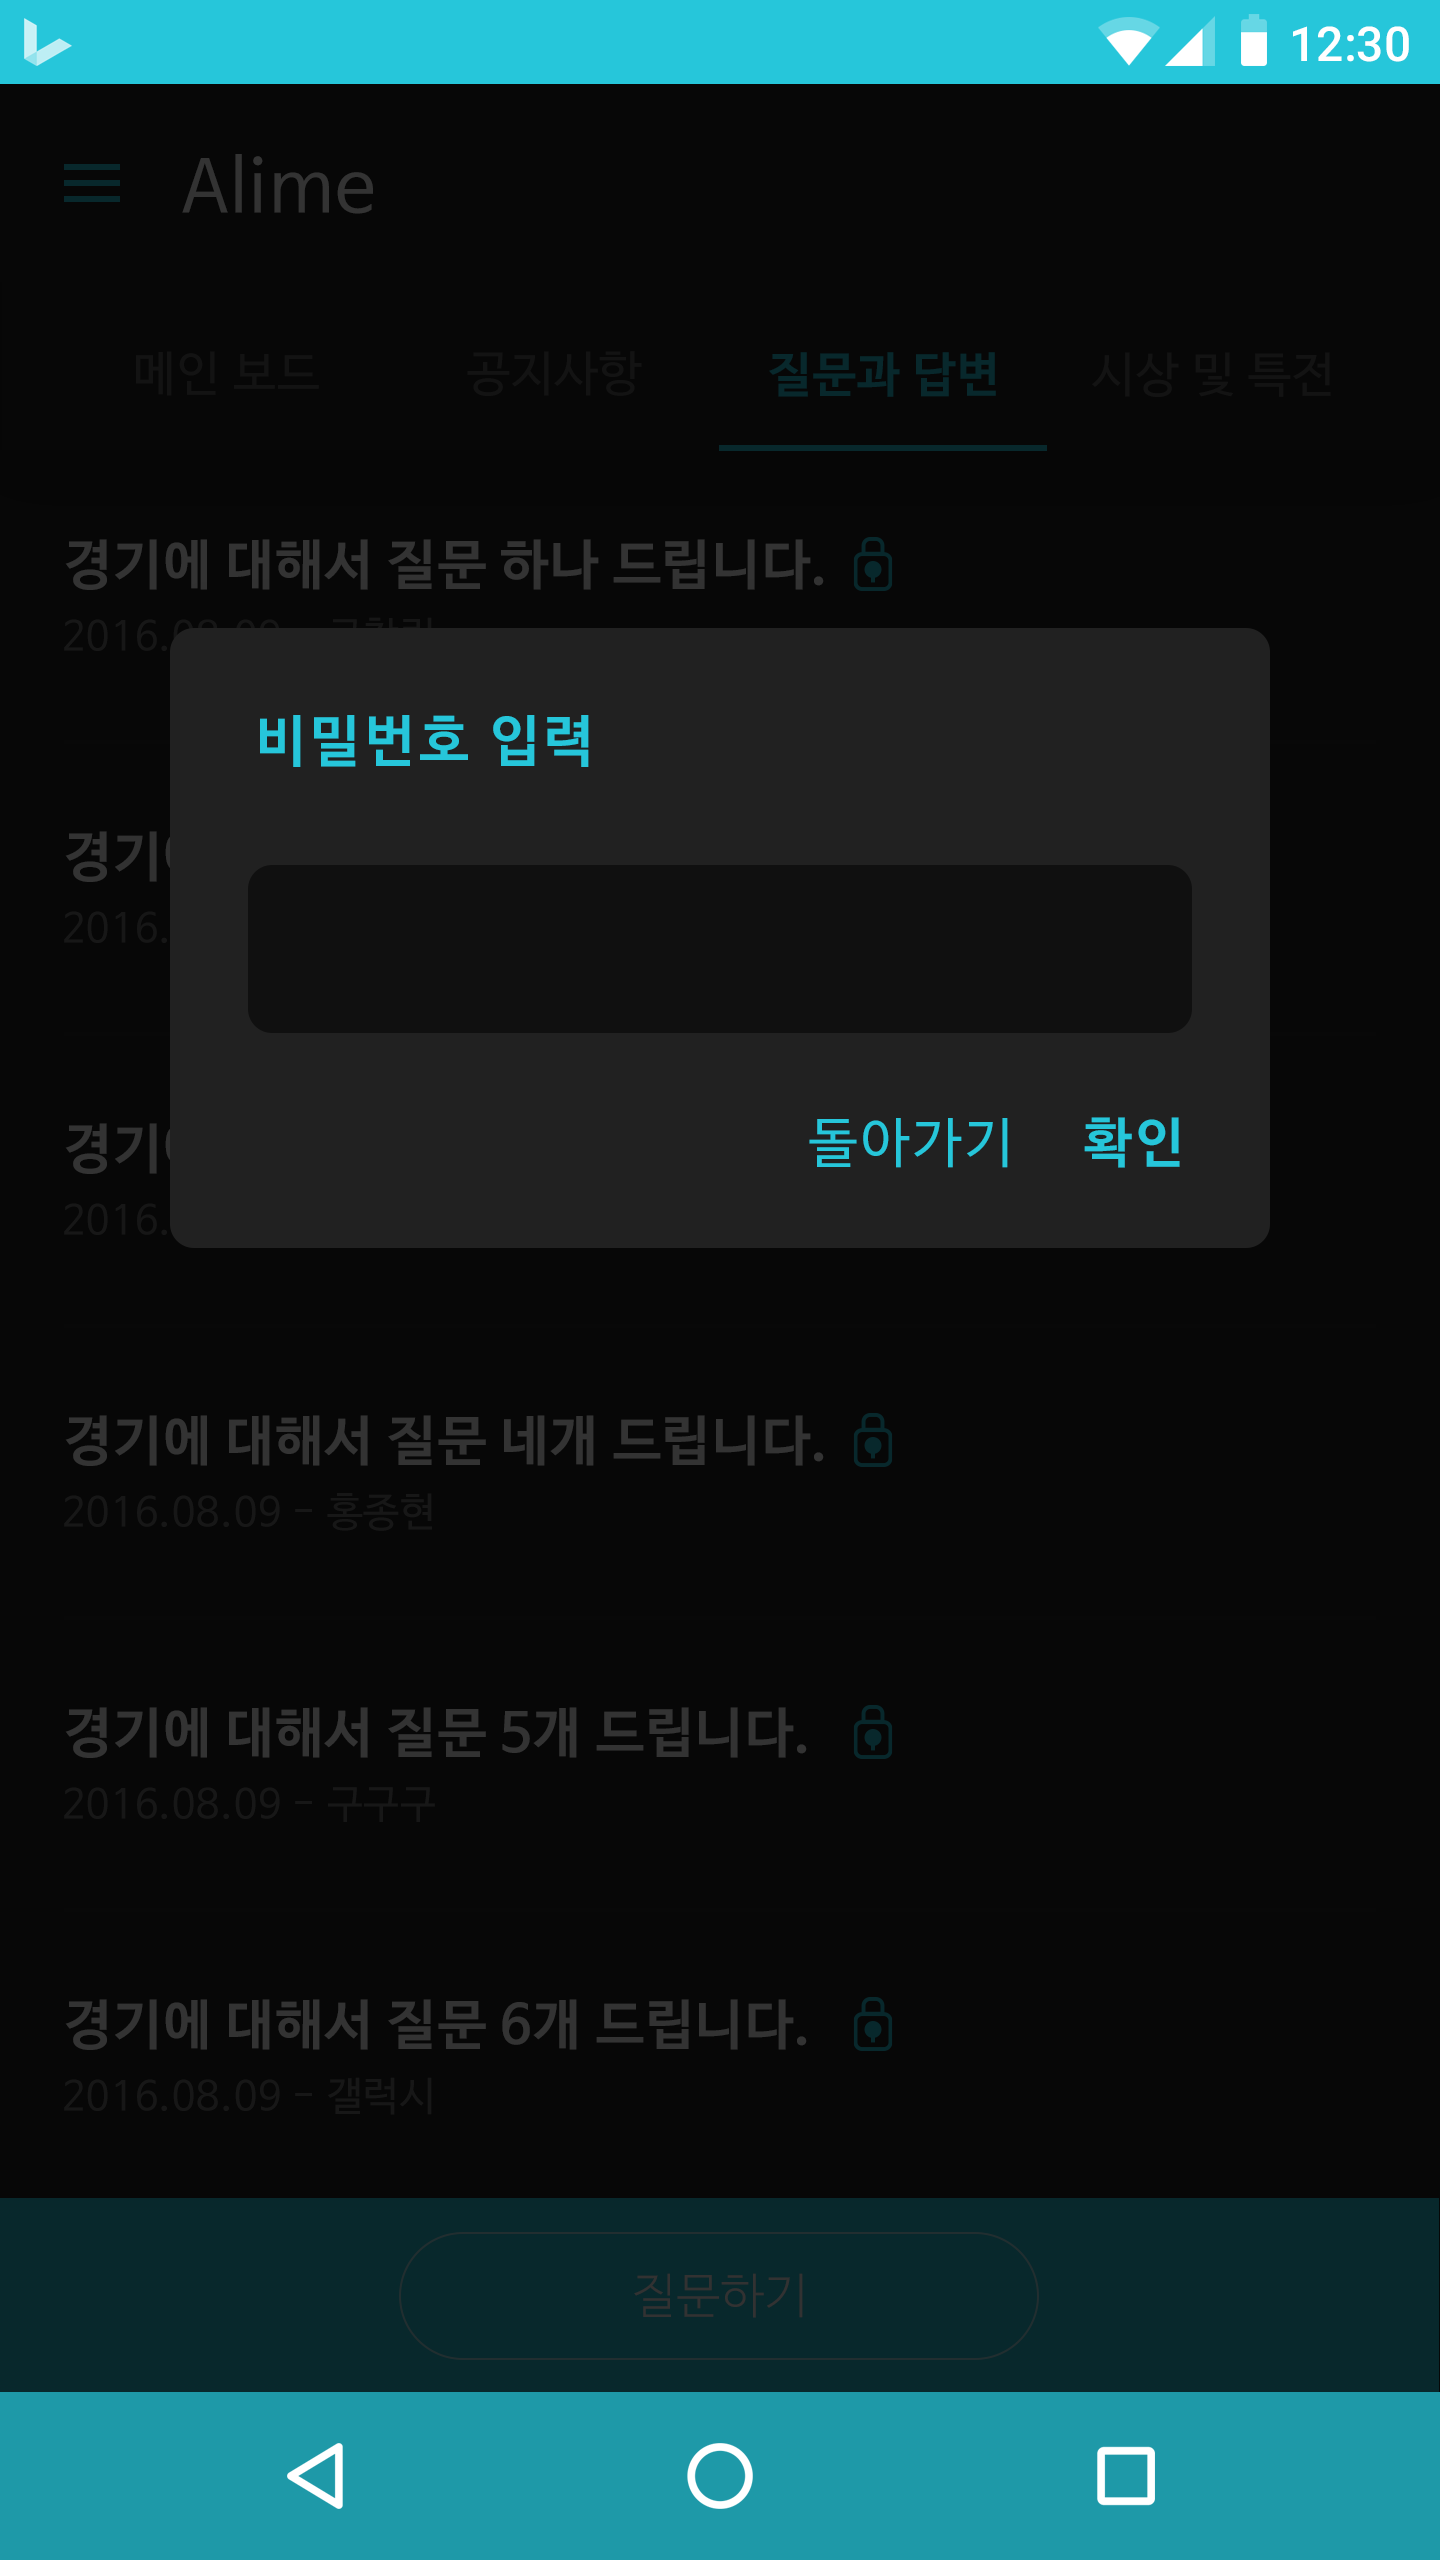 12:30
Alime
메인 보드 공지사항 질문과 답변 시상 및 특전
경기에 대해서 질문 하나 드립니다.
2016.08.09
비밀번호 입력
경기
2016.
돌아가기 확인
경기
2016.
경기에 대해서 질문 네개 드립니다.
2016.08.09 - 홍종현
경기에 대해서 질문 5개 드립니다.
2016.08.09 - 구구구
경기에 대해서 질문 6개 드립니다.
2016.08.09 - 갤럭시
질문하기